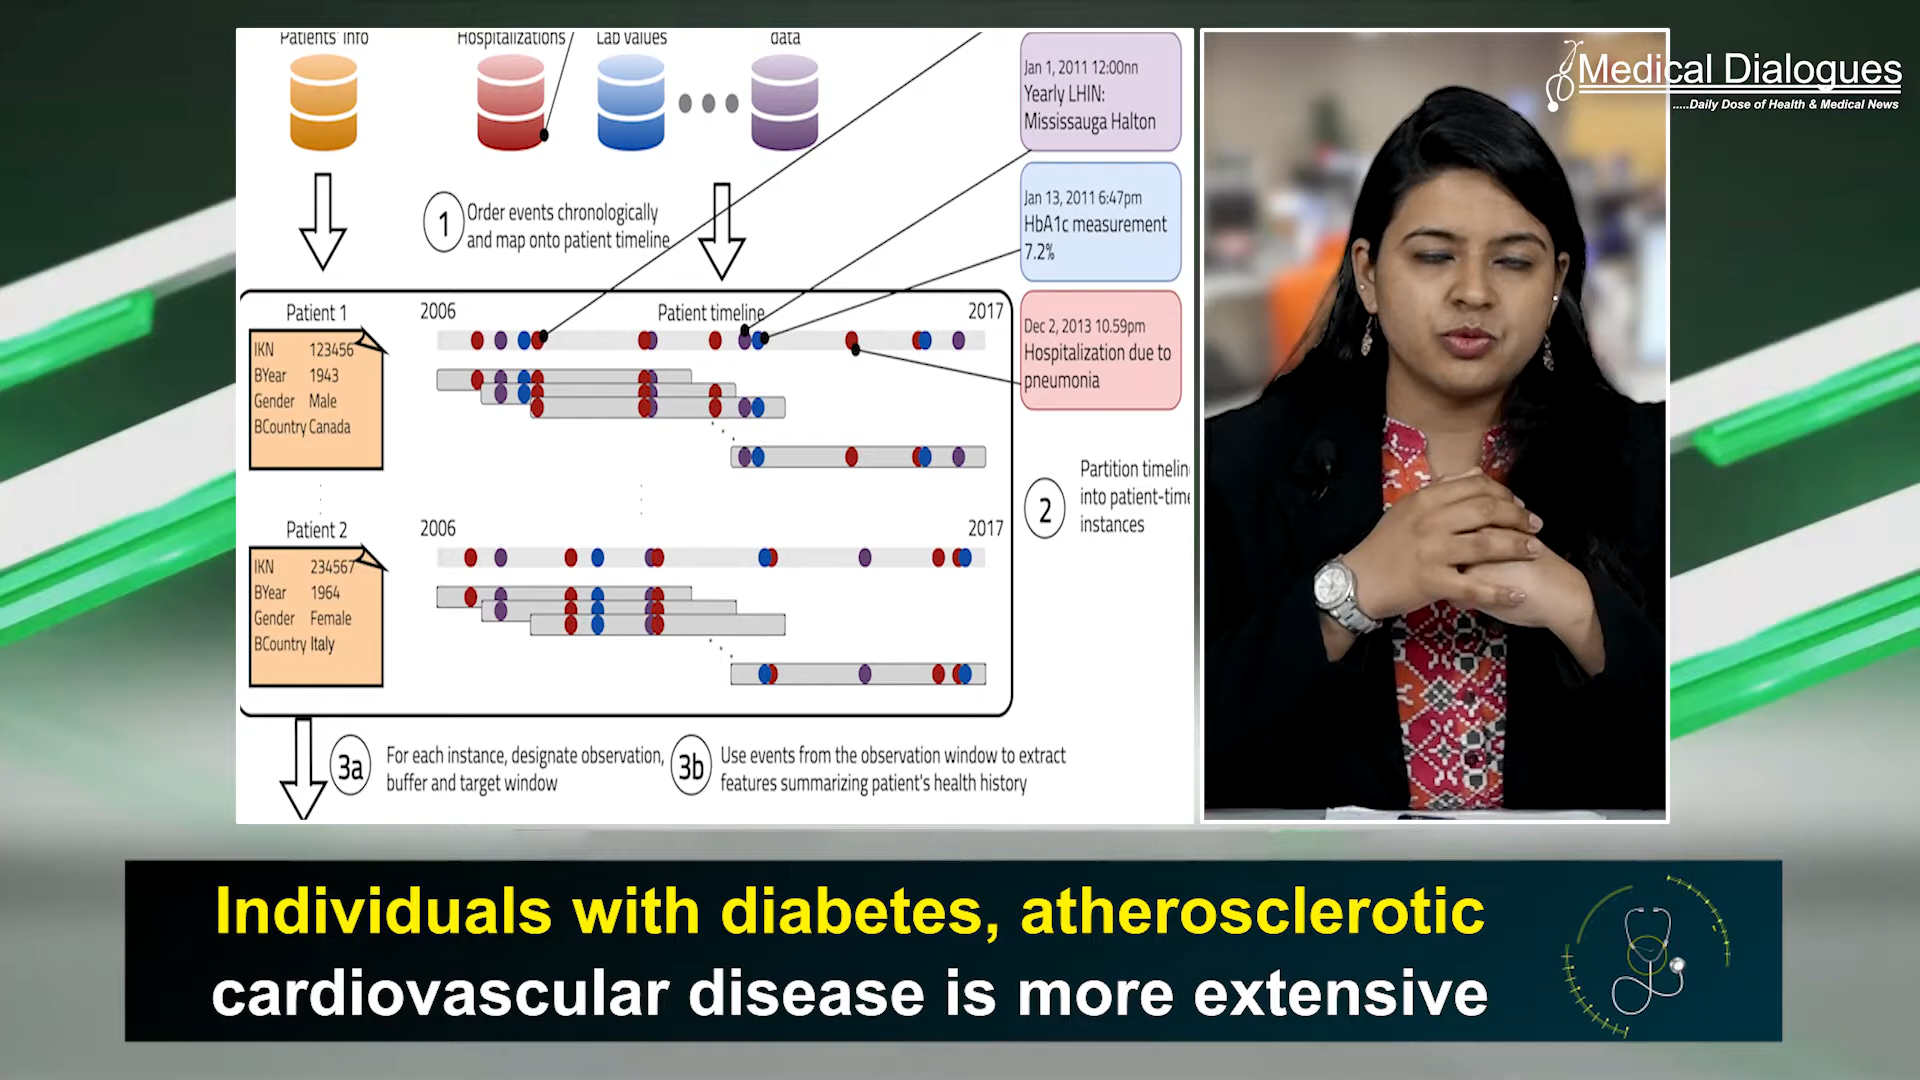 Patients' info
Hospitalizations
Lab values
data
Jan 1, 2011 12:00nn
Yearly LHIN:
Mississauga Halton
Medical Dialogues
.....Daily Dose of Health & Medical News
1
Order events chronologically
and map onto patient timeline
Jan 13, 2011 6:47pm
HbA1c measurement
7.2%
Patient 1
2006
Patient timeline
2017
IKN 123456
BYear 1943
Gender Male
BCountry Canada
Dec 2, 2013 10.59pm
Hospitalization due to
pneumonia
2
Partition timelin
into patient-time
instances
Patient 2
2006
2017
IKN 234567
BYear 1964
Gender Female
BCountry Italy
3a
For each instance, designate observation,
buffer and target window
3b
Use events from the observation window to extract
features summarizing patient's health history
Individuals with diabetes, atherosclerotic
cardiovascular disease is more extensive